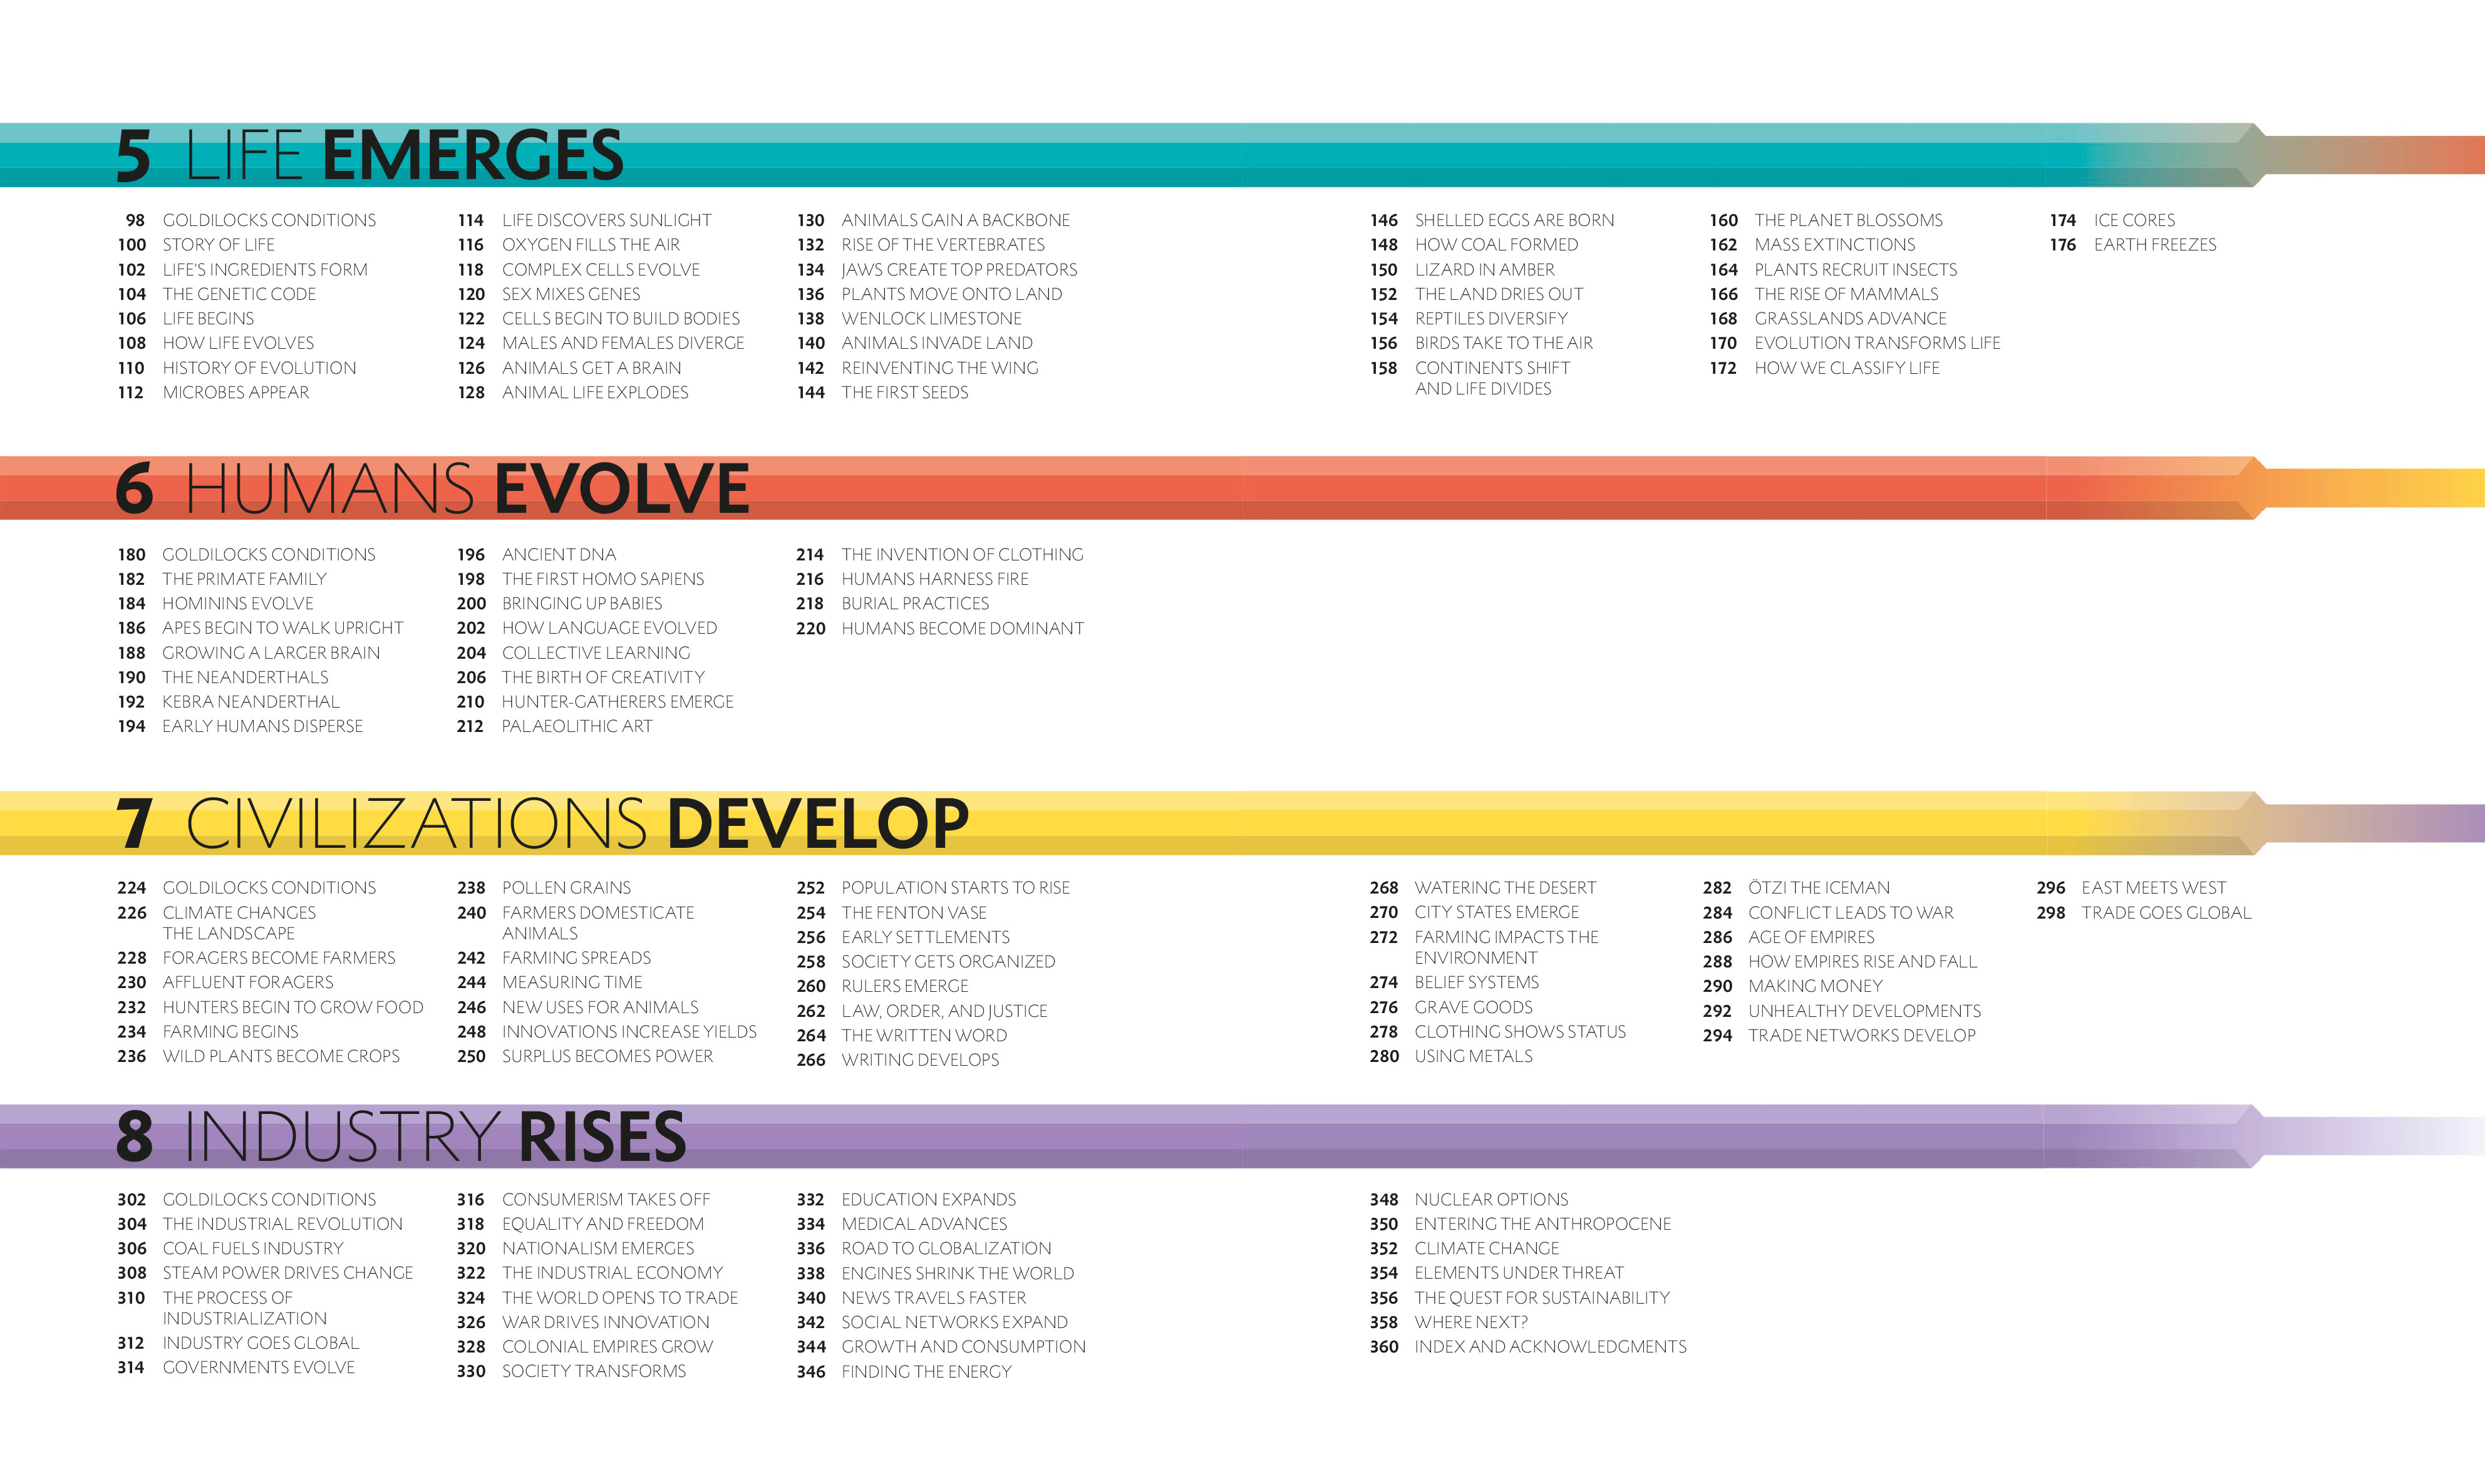 5 LIFE EMERGES
98 GOLDILOCKS CONDITIONS
100 STORY OF LIFE
102 LIFE'S INGREDIENTS FORM
104 THE GENETIC CODE
106 LIFE BEGINS
108 HOW LIFE EVOLVES
110 HISTORY OF EVOLUTION
112 MICROBES APPEAR
114 LIFE DISCOVERS SUNLIGHT
116 OXYGEN FILLS THE AIR
118 COMPLEX CELLS EVOLVE
120 SEX MIXES GENES
122 CELLS BEGIN TO BUILD BODIES
124 MALES AND FEMALES DIVERGE
126 ANIMALS GET A BRAIN
128 ANIMAL LIFE EXPLODES
130 ANIMALS GAIN A BACKBONE
132 RISE OF THE VERTEBRATES
134 JAWS CREATE TOP PREDATORS
136 PLANTS MOVE ONTO LAND
138 WENLOCK LIMESTONE
140 ANIMALS INVADE LAND
142 REINVENTING THE WING
144 THE FIRST SEEDS
146 SHELLED EGGS ARE BORN
148 HOW COAL FORMED
150 LIZARD IN AMBER
152 THE LAND DRIES OUT
154 REPTILES DIVERSIFY
156 BIRDS TAKE TO THE AIR
158 CONTINENTS SHIFT
AND LIFE DIVIDES
160 THE PLANET BLOSSOMS
162 MASS EXTINCTIONS
164 PLANTS RECRUIT INSECTS
166 THE RISE OF MAMMALS
168 GRASSLANDS ADVANCE
170 EVOLUTION TRANSFORMS LIFE
172 HOW WE CLASSIFY LIFE
174 ICE CORES
176 EARTH FREEZES
6 HUMANS EVOLVE
180 GOLDILOCKS CONDITIONS
182 THE PRIMATE FAMILY
184 HOMININS EVOLVE
186 APES BEGIN TO WALK UPRIGHT
188 GROWING A LARGER BRAIN
190 THE NEANDERTHALS
192 KEBRA NEANDERTHAL
194 EARLY HUMANS DISPERSE
196 ANCIENT DNA
198 THE FIRST HOMO SAPIENS
200 BRINGING UP BABIES
202 HOW LANGUAGE EVOLVED
204 COLLECTIVE LEARNING
206 THE BIRTH OF CREATIVITY
210 HUNTER-GATHERERS EMERGE
212 PALAEOLITHIC ART
214 THE INVENTION OF CLOTHING
216 HUMANS HARNESS FIRE
218 BURIAL PRACTICES
220 HUMANS BECOME DOMINANT
7 CIVILIZATIONS DEVELOP
224 GOLDILOCKS CONDITIONS
226 CLIMATE CHANGES
THE LANDSCAPE
228 FORAGERS BECOME FARMERS
230 AFFLUENT FORAGERS
232 HUNTERS BEGIN TO GROW FOOD
234 FARMING BEGINS
236 WILD PLANTS BECOME CROPS
238 POLLEN GRAINS
240 FARMERS DOMESTICATE
ANIMALS
242 FARMING SPREADS
244 MEASURING TIME
246 NEW USES FOR ANIMALS
248 INNOVATIONS INCREASE YIELDS
250 SURPLUS BECOMES POWER
252 POPULATION STARTS TO RISE
254 THE FENTON VASE
256 EARLY SETTLEMENTS
258 SOCIETY GETS ORGANIZED
260 RULERS EMERGE
262 LAW, ORDER, AND JUSTICE
264 THE WRITTEN WORD
266 WRITING DEVELOPS
268 WATERING THE DESERT
270 CITY STATES EMERGE
272 FARMING IMPACTS THE
ENVIRONMENT
274 BELIEF SYSTEMS
276 GRAVE GOODS
278 CLOTHING SHOWS STATUS
280 USING METALS
282 ÖTZI THE ICEMAN
284 CONFLICT LEADS TO WAR
286 AGE OF EMPIRES
288 HOW EMPIRES RISE AND FALL
290 MAKING MONEY
292 UNHEALTHY DEVELOPMENTS
294 TRADE NETWORKS DEVELOP
296 EAST MEETS WEST
298 TRADE GOES GLOBAL
8 INDUSTRY RISES
302 GOLDILOCKS CONDITIONS
304 THE INDUSTRIAL REVOLUTION
306 COAL FUELS INDUSTRY
308 STEAM POWER DRIVES CHANGE
310 THE PROCESS OF
INDUSTRIALIZATION
312 INDUSTRY GOES GLOBAL
314 GOVERNMENTS EVOLVE
316 CONSUMERISM TAKES OFF
318 EQUALITY AND FREEDOM
320 NATIONALISM EMERGES
322 THE INDUSTRIAL ECONOMY
324 THE WORLD OPENS TO TRADE
326 WAR DRIVES INNOVATION
328 COLONIAL EMPIRES GROW
330 SOCIETY TRANSFORMS
332 EDUCATION EXPANDS
334 MEDICAL ADVANCES
336 ROAD TO GLOBALIZATION
338 ENGINES SHRINK THE WORLD
340 NEWS TRAVELS FASTER
342 SOCIAL NETWORKS EXPAND
344 GROWTH AND CONSUMPTION
346 FINDING THE ENERGY
348 NUCLEAR OPTIONS
350 ENTERING THE ANTHROPOCENE
352 CLIMATE CHANGE
354 ELEMENTS UNDER THREAT
356 THE QUEST FOR SUSTAINABILITY
358 WHERE NEXT?
360 INDEX AND ACKNOWLEDGMENTS